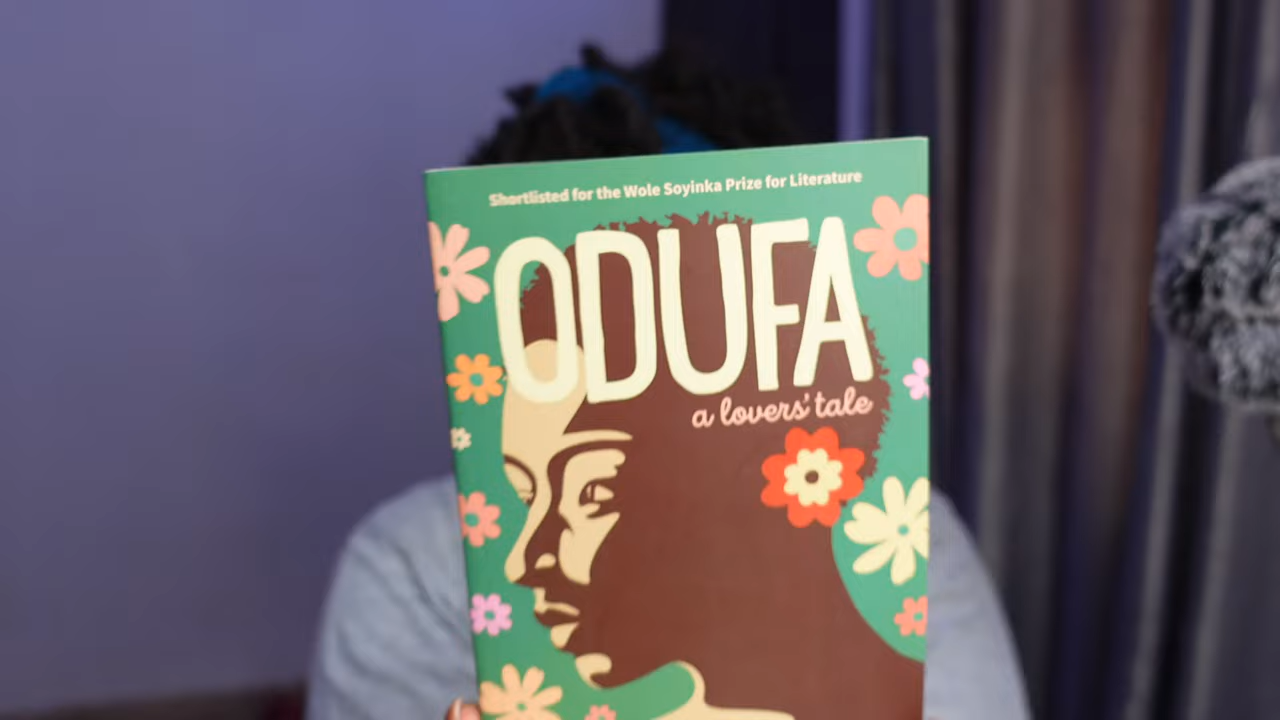 Shortlisted for the Wole Soyinka Prize for Literature
ODUFA
a lovers' tale